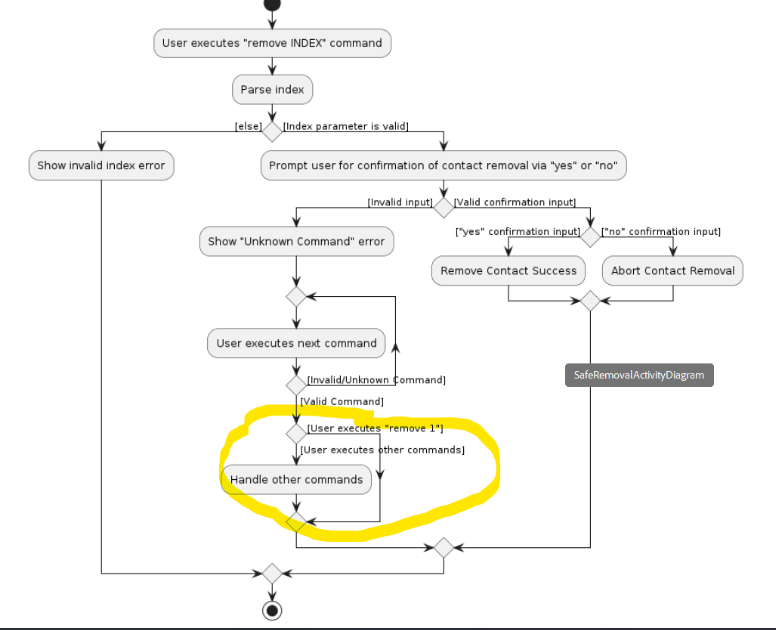 User executes "remove INDEX" command
Parse index
[else]
[Index parameter is valid]
Show invalid index error
Prompt user for confirmation of contact removal via "yes" or "no"
[Invalid input]
[Valid confirmation input]
Show "Unknown Command" error
["yes" confirmation input]
["no" confirmation input]
Remove Contact Success
Abort Contact Removal
User executes next command
SafeRemovalActivityDiagram
[Invalid/Unknown Command]
[Valid Command]
[User executes "remove 1"]
[User executes other commands]
Handle other commands